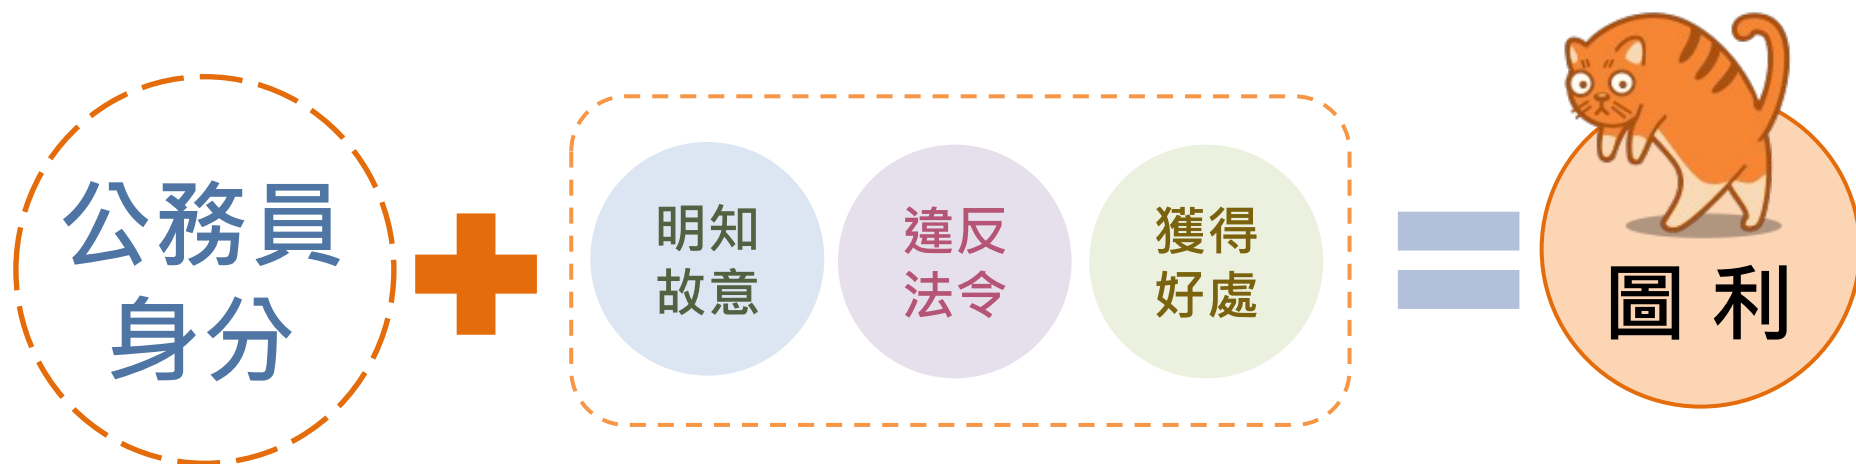 公務員
身分
明知
故意
違反
法令
獲得
好處
圖利